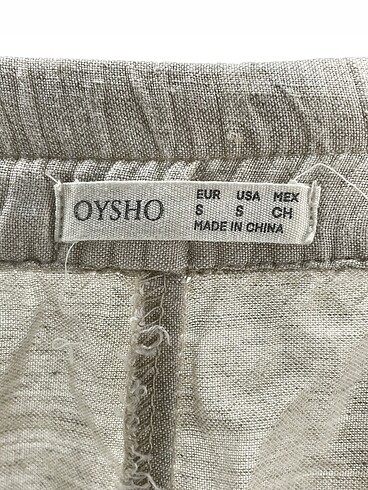 OYSHO
EUR USA MEX
S S CH
MADE IN CHINA